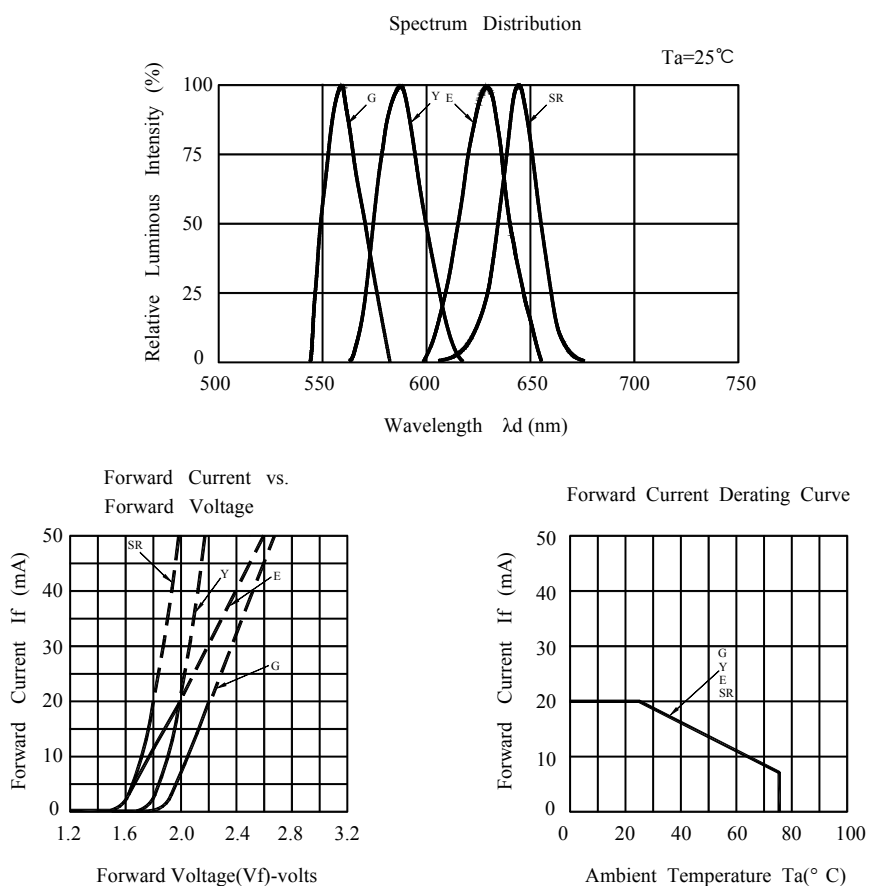 Spectrum Distribution
Ta=25℃
Relative Luminous Intensity (%)
100
75
50
25
0
G
Y E
SR
500 550 600 650 700 750
Wavelength λd (nm)
Forward Current vs.
Forward Voltage
Forward Current If (mA)
50
40
30
20
10
0
SR
Y
E
G
1.2 1.6 2.0 2.4 2.8 3.2
Forward Voltage(Vf)-volts
Forward Current Derating Curve
Forward Current If (mA)
50
40
30
20
10
0
G
Y
E
SR
0 20 40 60 80 100
Ambient Temperature Ta(° C)